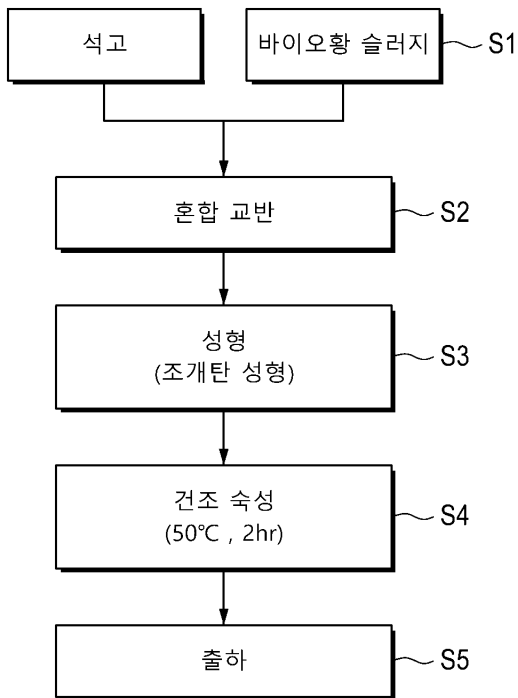 석고
바이오황 슬러지
S1
혼합 교반
S2
성형
(조개탄 성형)
S3
건조 숙성
(50℃ , 2hr)
S4
출하
S5